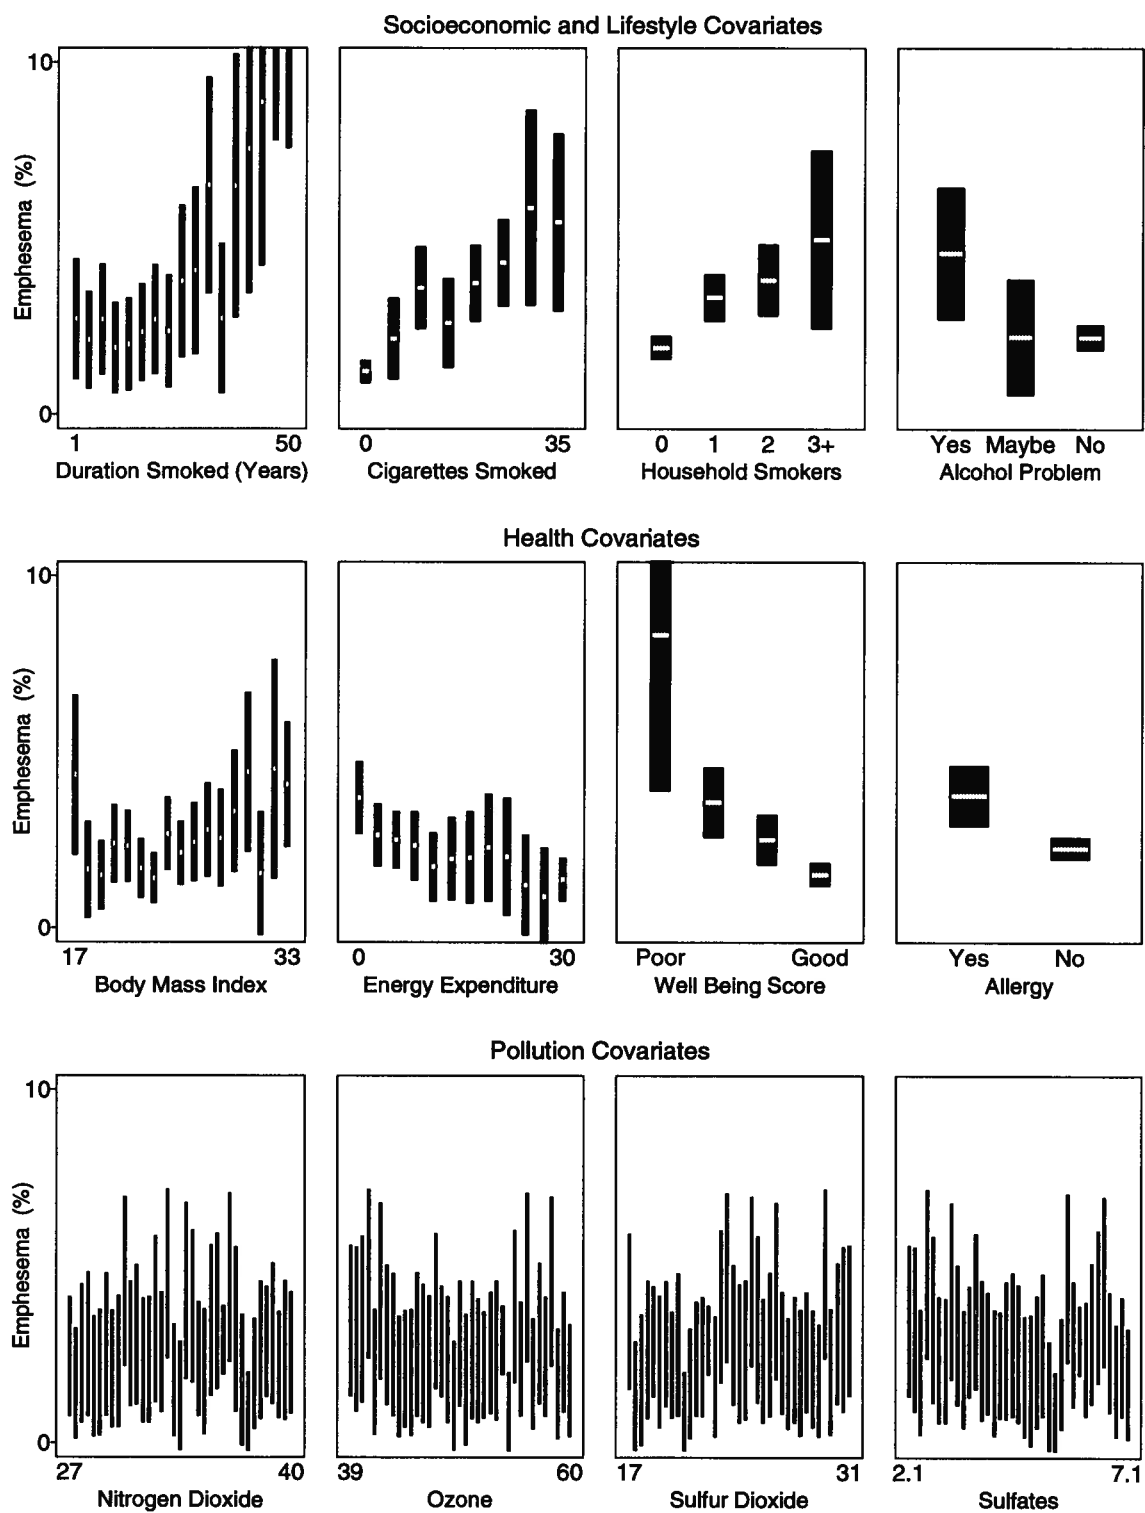 Socioeconomic and Lifestyle Covariates
10
Emphesema (%)
0
1 50
Duration Smoked (Years)
0 35
Cigarettes Smoked
0 1 2 3+
Household Smokers
Yes Maybe No
Alcohol Problem
Health Covariates
10
Emphesema (%)
0
17 33
Body Mass Index
0 30
Energy Expenditure
Poor Good
Well Being Score
Yes No
Allergy
Pollution Covariates
10
Emphesema (%)
0
27 40
Nitrogen Dioxide
39 60
Ozone
17 31
Sulfur Dioxide
2.1 7.1
Sulfates